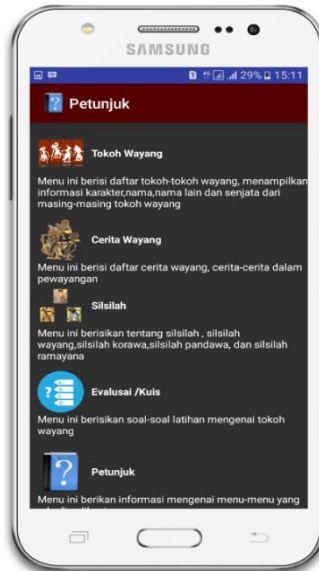 SAMSUNG
29% 15:11
Petunjuk
Tokoh Wayang
Menu ini berisi daftar tokoh-tokoh wayang, menampilkan
informasi karakter,nama,nama lain dan senjata dari
masing-masing tokoh wayang
Cerita Wayang
Menu ini berisi daftar cerita wayang, cerita-cerita dalam
pewayangan
Silsilah
Menu ini berisikan tentang silsilah , silsilah
wayang,silsilah korawa,silsilah pandawa, dan silsilah
ramayana
Evalusai /Kuis
Menu ini berisikan soal-soal latihan mengenai tokoh
wayang
Petunjuk
Menu ini berikan informasi mengenai menu-menu yang